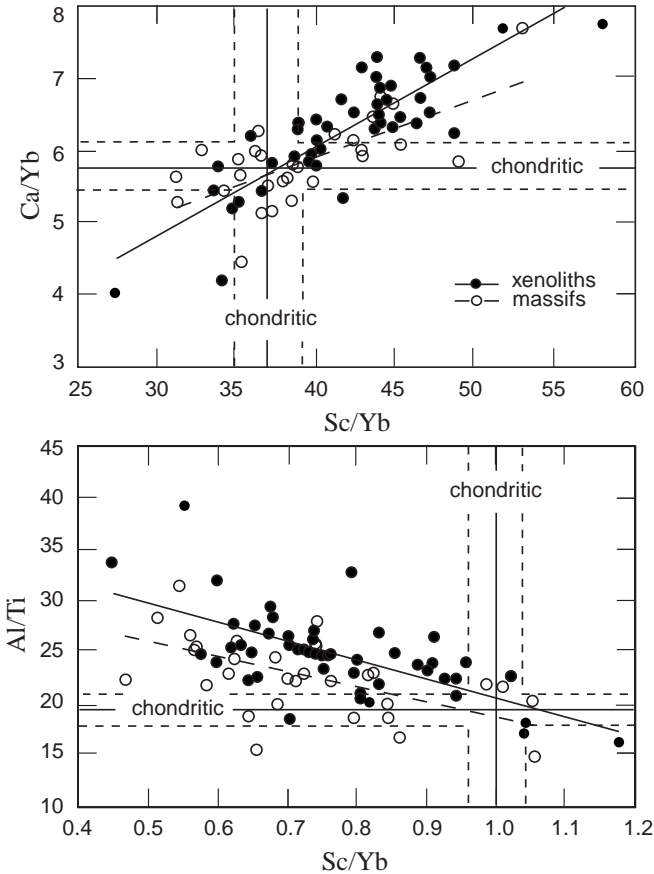 8
7
6
5
4
3
Ca/Yb
chondritic
xenoliths
massifs
chondritic
25 30 35 40 45 50 55 60
Sc/Yb
45
40
35
30
25
20
15
10
Al/Ti
chondritic
chondritic
0.4 0.5 0.6 0.7 0.8 0.9 1.0 1.1 1.2
Sc/Yb